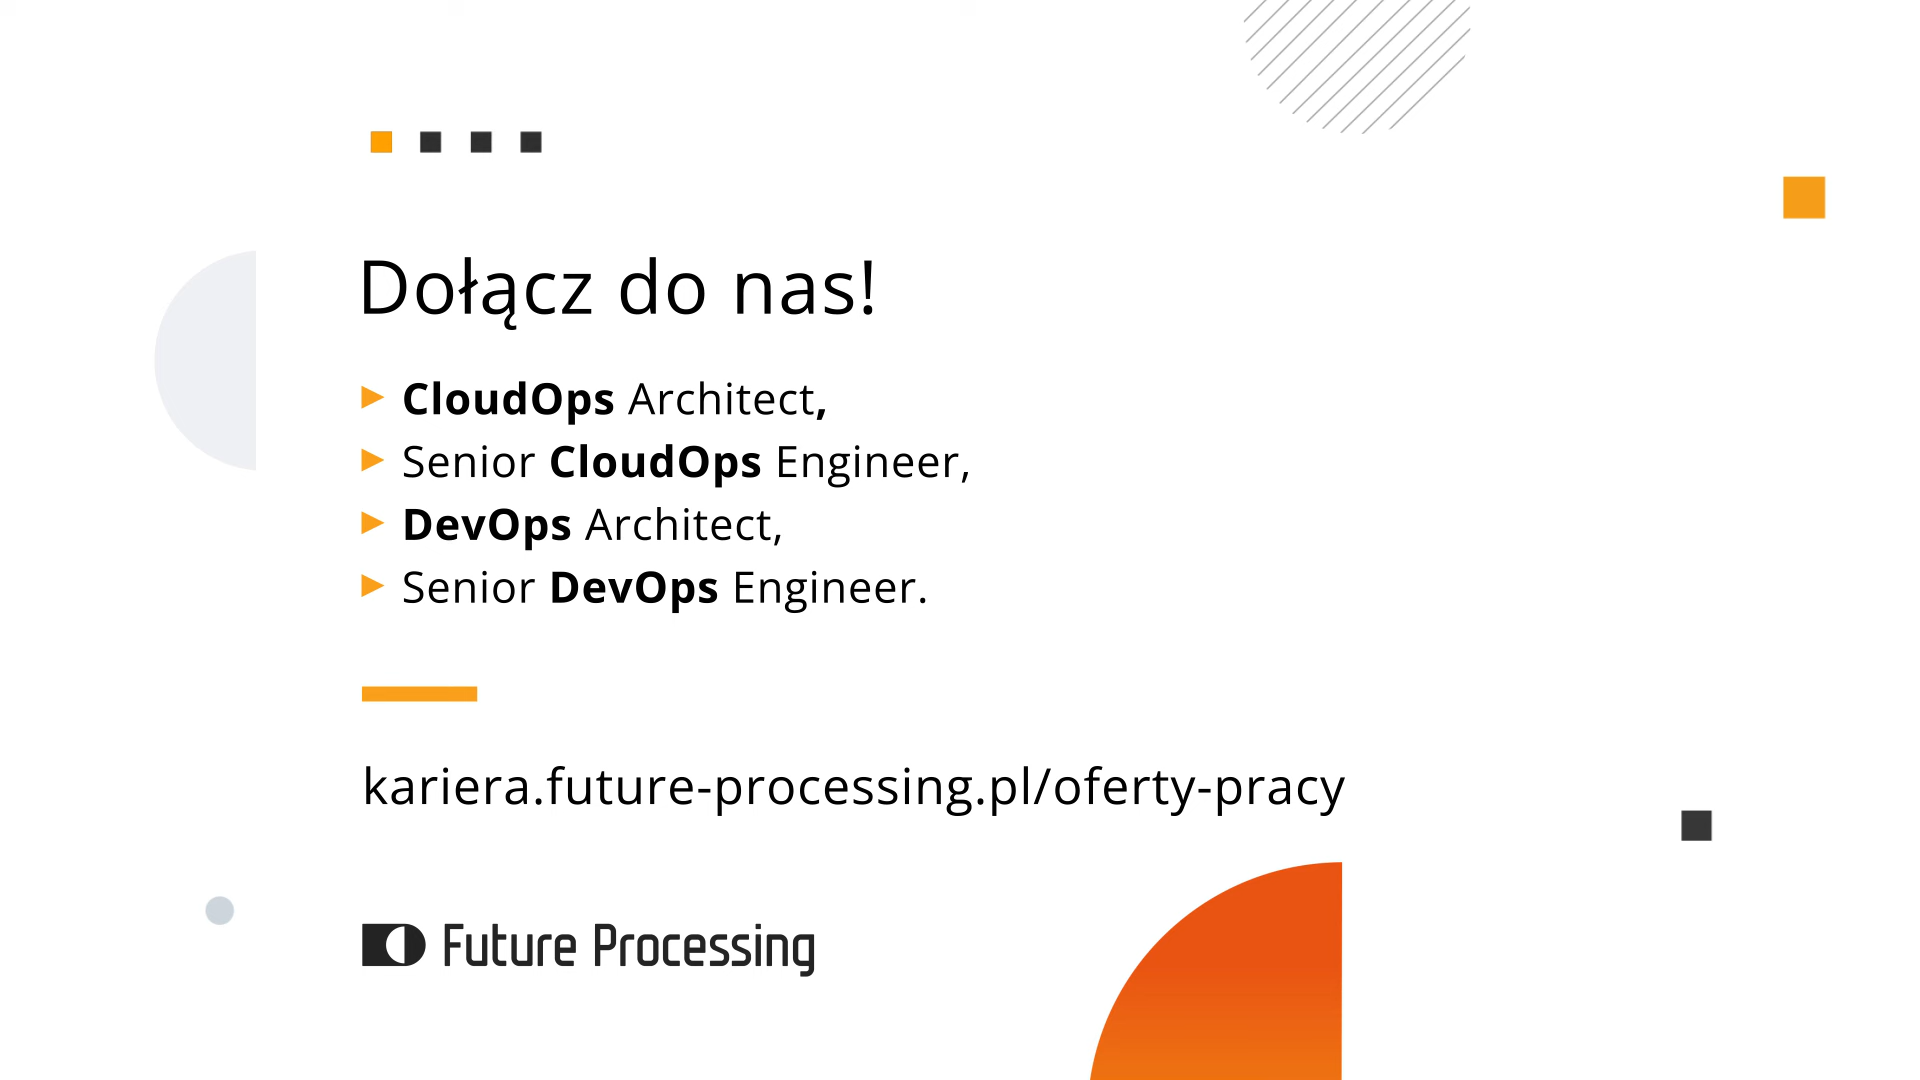 Dołącz do nas!
CloudOps Architect,
Senior CloudOps Engineer,
DevOps Architect,
Senior DevOps Engineer.
kariera.future-processing.pl/oferty-pracy
Future Processing